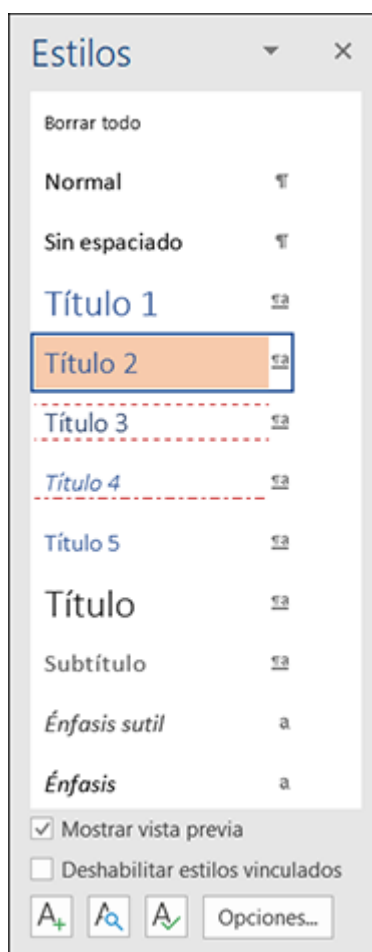 Estilos
Borrar todo
Normal ¶
Sin espaciado ¶
Título 1 ¶a
Título 2 ¶a
Título 3 ¶a
Título 4 ¶a
Título 5 ¶a
Título ¶a
Subtítulo ¶a
Énfasis sutil a
Énfasis a
Mostrar vista previa
Deshabilitar estilos vinculados
Opciones...